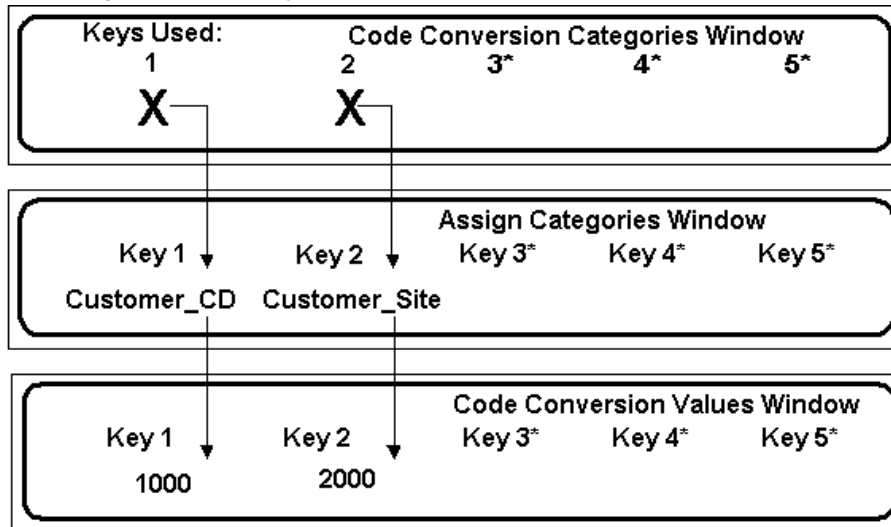 Keys Used: Code Conversion Categories Window
1 2 3* 4* 5*
X X
Assign Categories Window
Key 1 Key 2 Key 3* Key 4* Key 5*
Customer_CD Customer_Site
Code Conversion Values Window
Key 1 Key 2 Key 3* Key 4* Key 5*
1000 2000